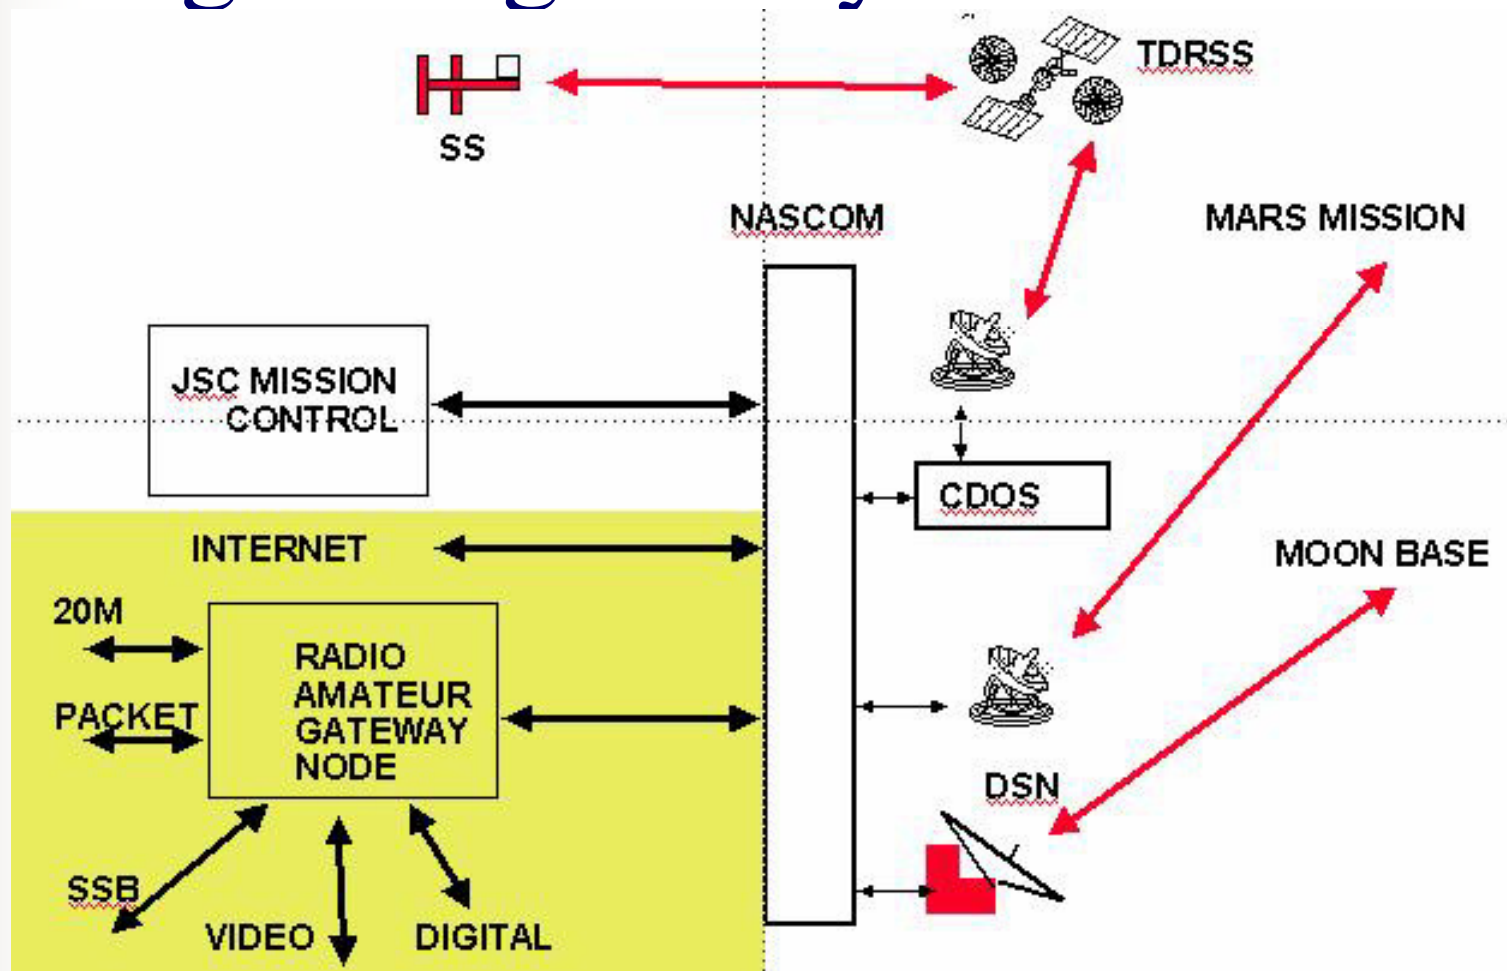 TDRSS
SS
NASCOM
MARS MISSION
JSC MISSION
CONTROL
CDOS
INTERNET
MOON BASE
20M
RADIO
AMATEUR
GATEWAY
NODE
PACKET
DSN
SSB
VIDEO
DIGITAL